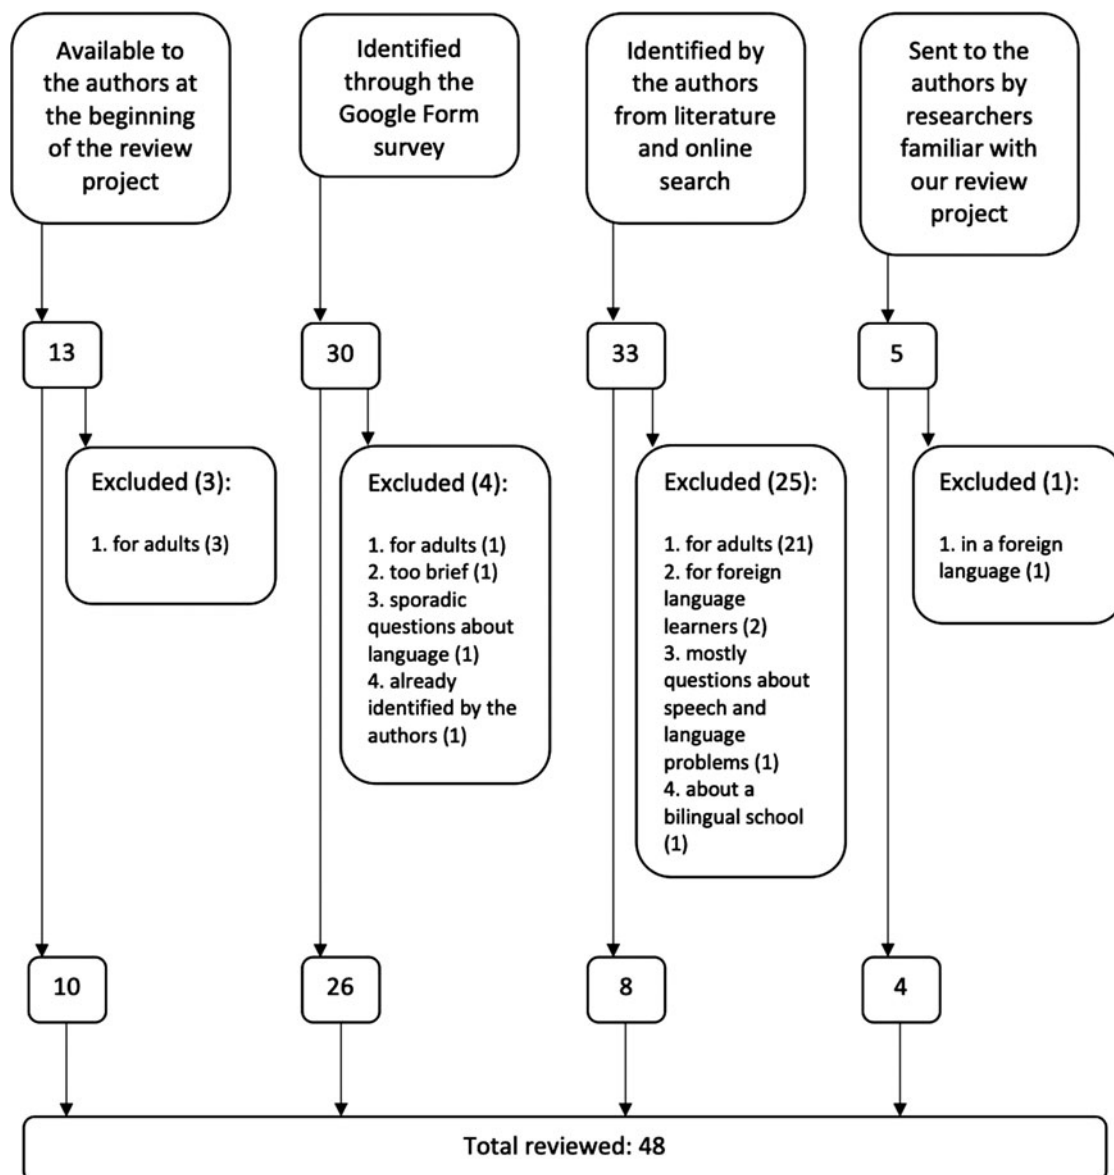 Available to
the authors at
the beginning
of the review
project
Identified
through the
Google Form
survey
Identified by
the authors
from literature
and online
search
Sent to the
authors by
researchers
familiar with
our review
project
13
30
33
5
Excluded (3):
1. for adults (3)
Excluded (4):
1. for adults (1)
2. too brief (1)
3. sporadic
questions about
language (1)
4. already
identified by the
authors (1)
Excluded (25):
1. for adults (21)
2. for foreign
language
learners (2)
3. mostly
questions about
speech and
language
problems (1)
4. about a
bilingual school
(1)
Excluded (1):
1. in a foreign
language (1)
10
26
8
4
Total reviewed: 48